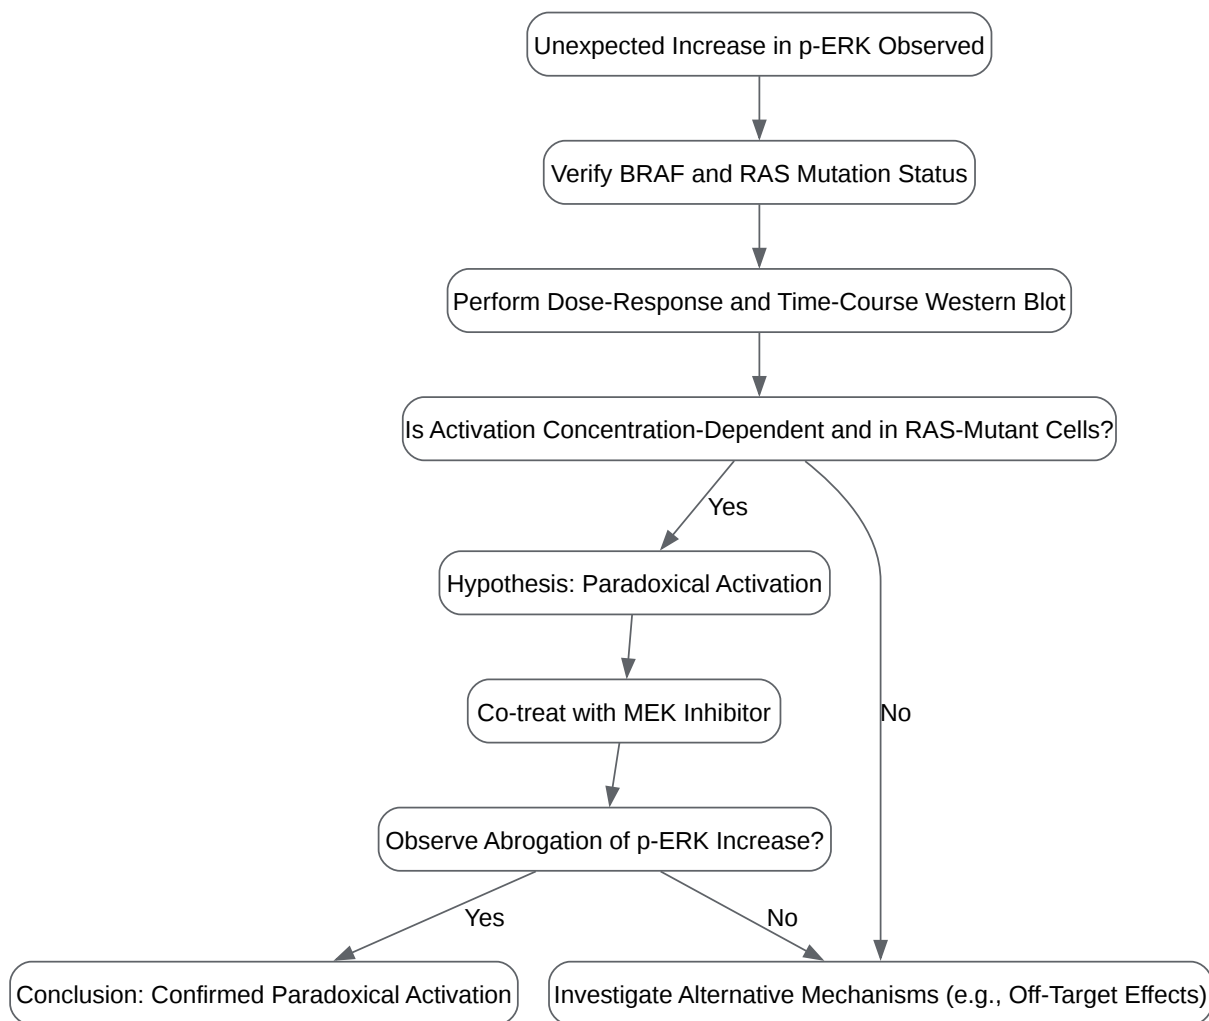 Unexpected Increase in p-ERK Observed
Verify BRAF and RAS Mutation Status
Perform Dose-Response and Time-Course Western Blot
Is Activation Concentration-Dependent and in RAS-Mutant Cells?
Yes
Hypothesis: Paradoxical Activation
Co-treat with MEK Inhibitor
No
Observe Abrogation of p-ERK Increase?
Yes
No
Conclusion: Confirmed Paradoxical Activation
Investigate Alternative Mechanisms (e.g., Off-Target Effects)